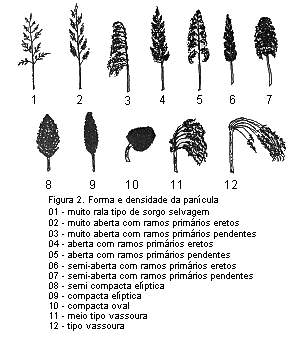 1 2 3 4 5 6 7
8 9 10 11 12
Figura 2. Forma e densidade da panícula
01 - muito rala tipo de sorgo selvagem
02 - muito aberta com ramos primários eretos
03 - muito aberta com ramos primários pendentes
04 - aberta com ramos primários eretos
05 - aberta com ramos primários pendentes
06 - semi-aberta com ramos primários eretos
07 - semi-aberta com ramos primários pendentes
08 - semi compacta elíptica
09 - compacta elíptica
10 - compacta oval
11 - meio tipo vassoura
12 - tipo vassoura